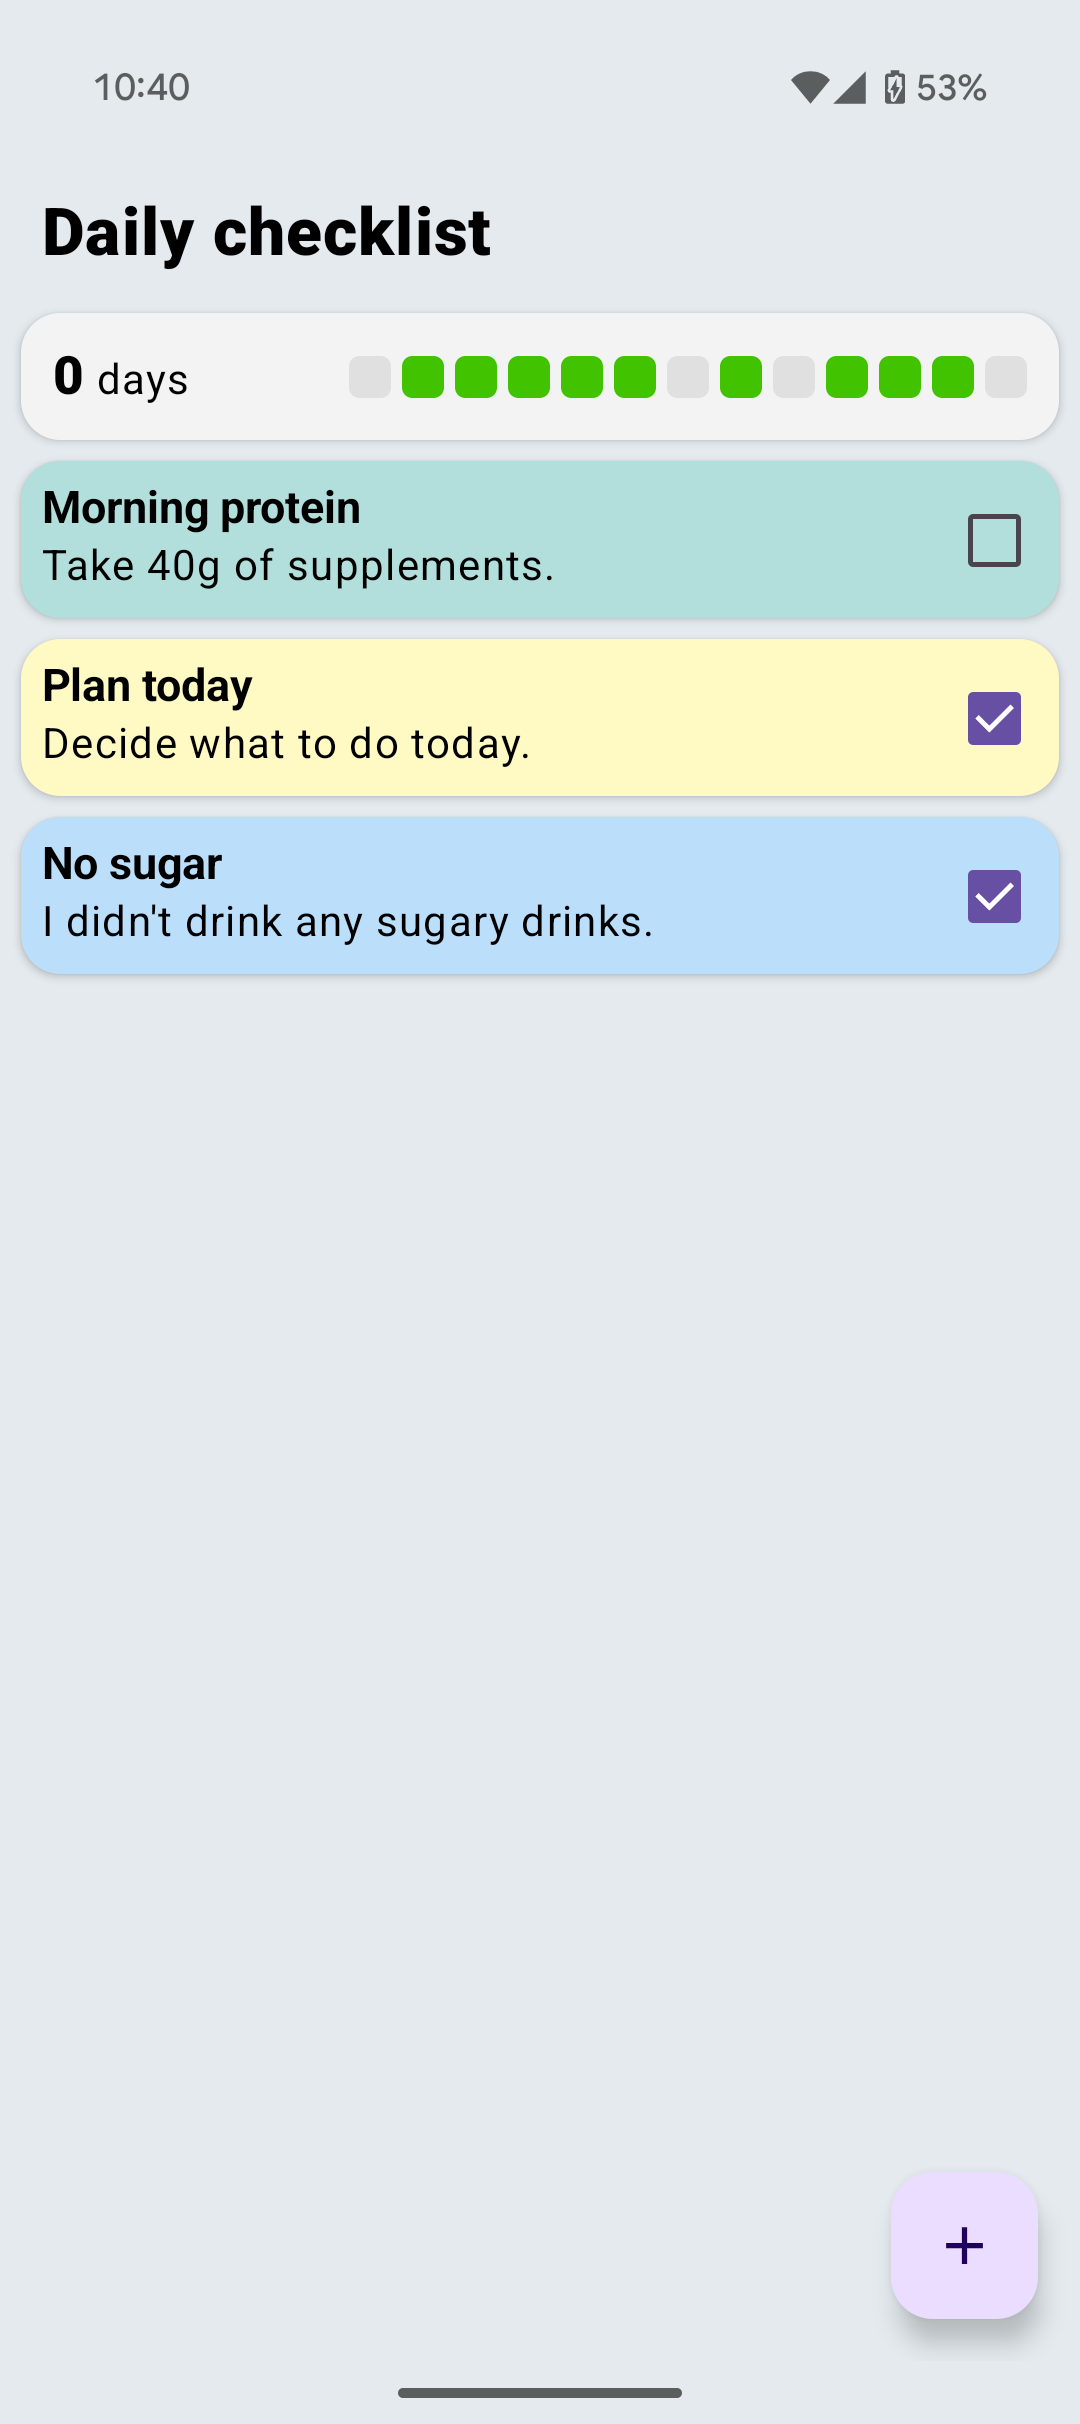 10:40
53%
Daily checklist
0 days
Morning protein
Take 40g of supplements.
Plan today
Decide what to do today.
No sugar
I didn't drink any sugary drinks.